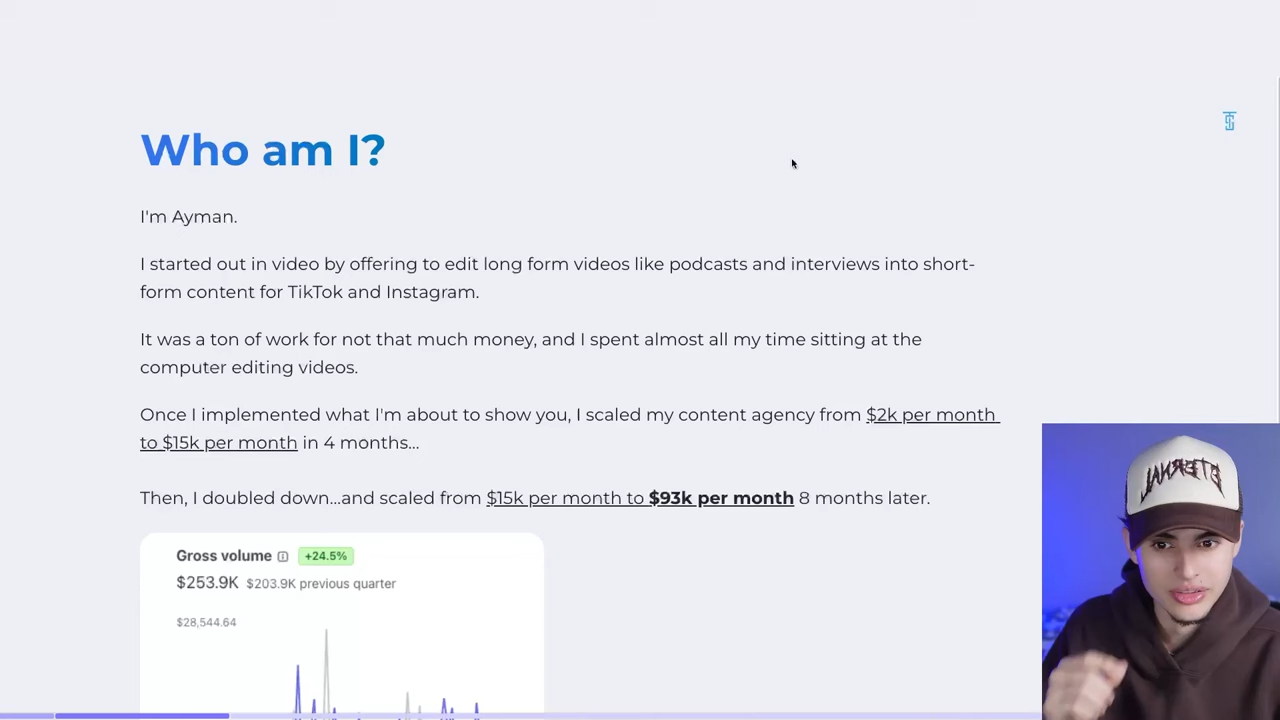 Who am I?
I'm Ayman.
I started out in video by offering to edit long form videos like podcasts and interviews into short-
form content for TikTok and Instagram.
It was a ton of work for not that much money, and I spent almost all my time sitting at the
computer editing videos.
Once I implemented what I'm about to show you, I scaled my content agency from $2k per month
to $15k per month in 4 months...
Then, I doubled down...and scaled from $15k per month to $93k per month 8 months later.
Gross volume +24.5%
$253.9K $203.9K previous quarter
$28,544.64
ETERNAL